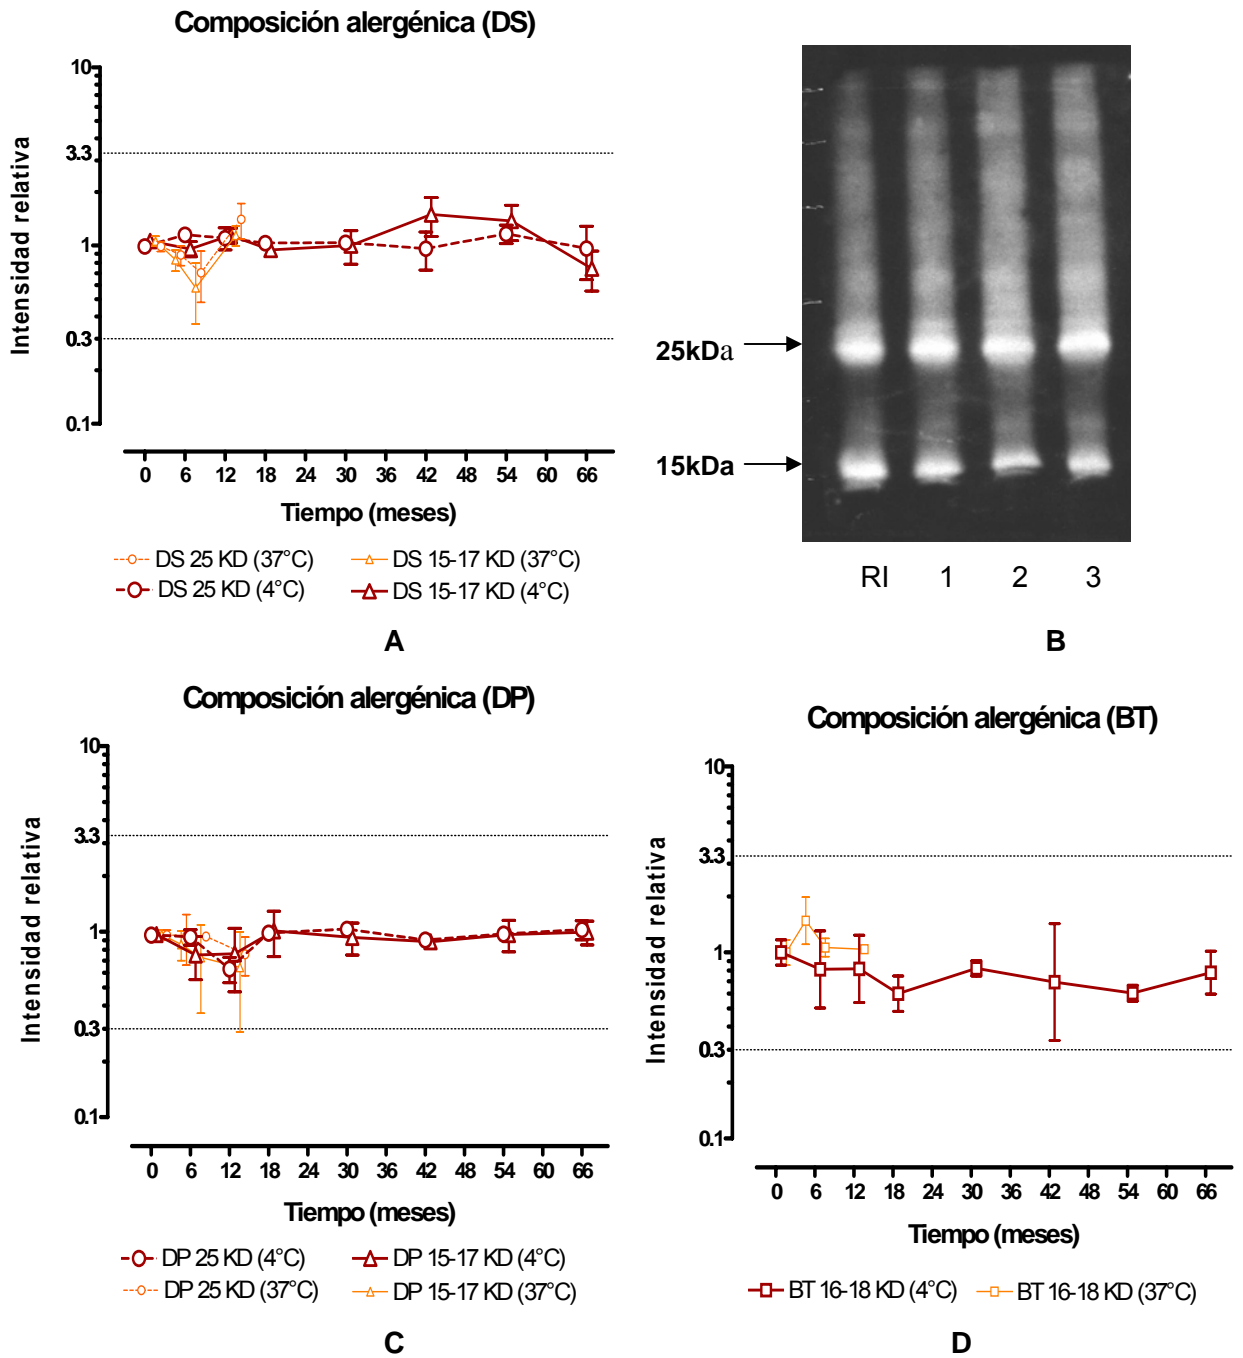 Composición alergénica (DS)
10
3.3
1
0.3
0.1
Intensidad relativa
0 6 12 18 24 30 36 42 48 54 60 66
Tiempo (meses)
DS 25 KD (37°C)
DS 15-17 KD (37°C)
DS 25 KD (4°C)
DS 15-17 KD (4°C)
A
25kDa
15kDa
RI 1 2 3
B
Composición alergénica (DP)
10
3.3
1
0.3
0.1
Intensidad relativa
0 6 12 18 24 30 36 42 48 54 60 66
Tiempo (meses)
DP 25 KD (4°C)
DP 15-17 KD (4°C)
DP 25 KD (37°C)
DP 15-17 KD (37°C)
C
Composición alergénica (BT)
10
3.3
1
0.3
0.1
Intensidad relativa
0 6 12 18 24 30 36 42 48 54 60 66
Tiempo (meses)
BT 16-18 KD (4°C)
BT 16-18 KD (37°C)
D